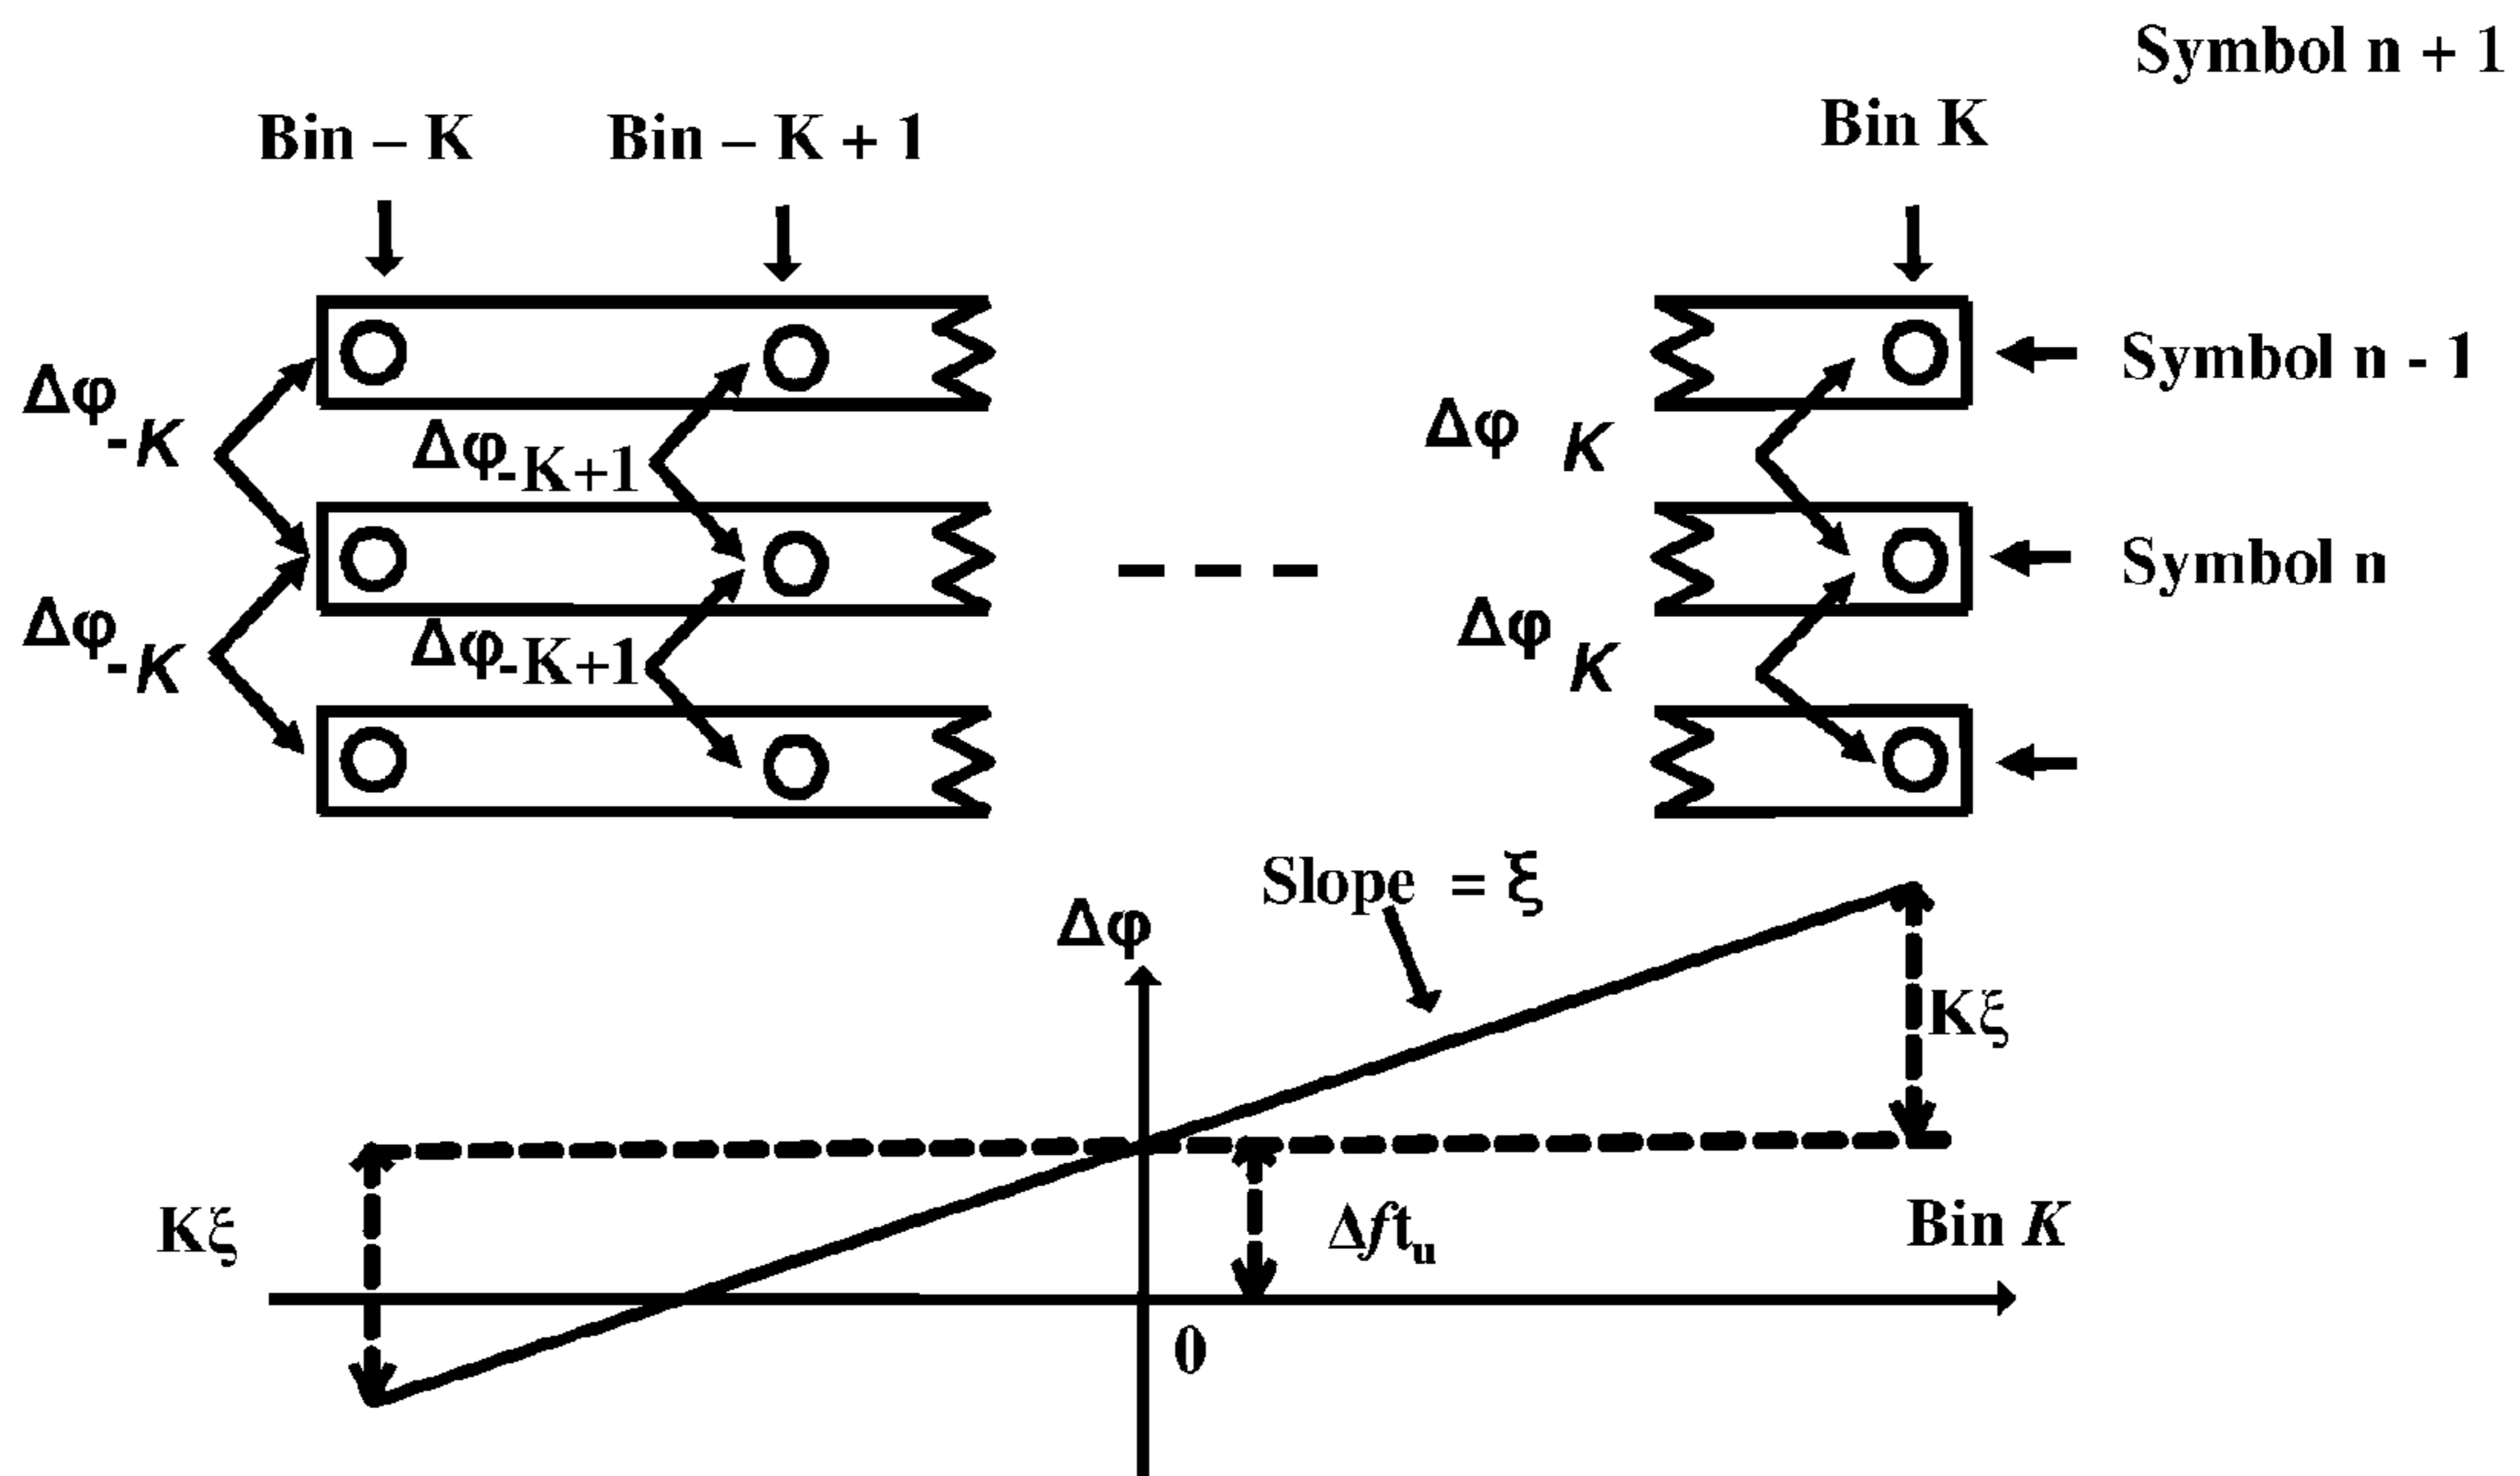 Symbol n + 1
Bin – K Bin – K + 1 Bin K
Symbol n - 1
Δφ-K Δφ-K+1 Δφ K
Symbol n
Δφ-K Δφ-K+1 Δφ K
Slope = ξ
Δφ
Kξ
Kξ Δftu Bin K
0